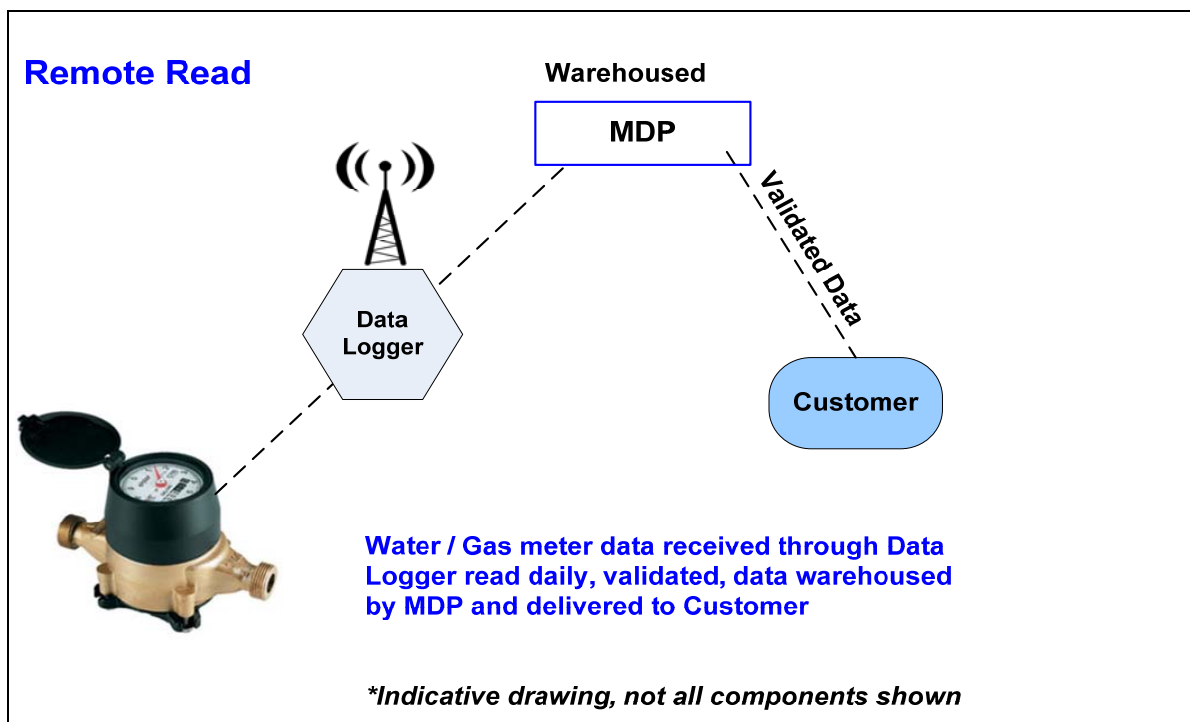 Remote Read
Warehoused
MDP
Validated Data
Data
Logger
Customer
Water / Gas meter data received through Data
Logger read daily, validated, data warehoused
by MDP and delivered to Customer
*Indicative drawing, not all components shown